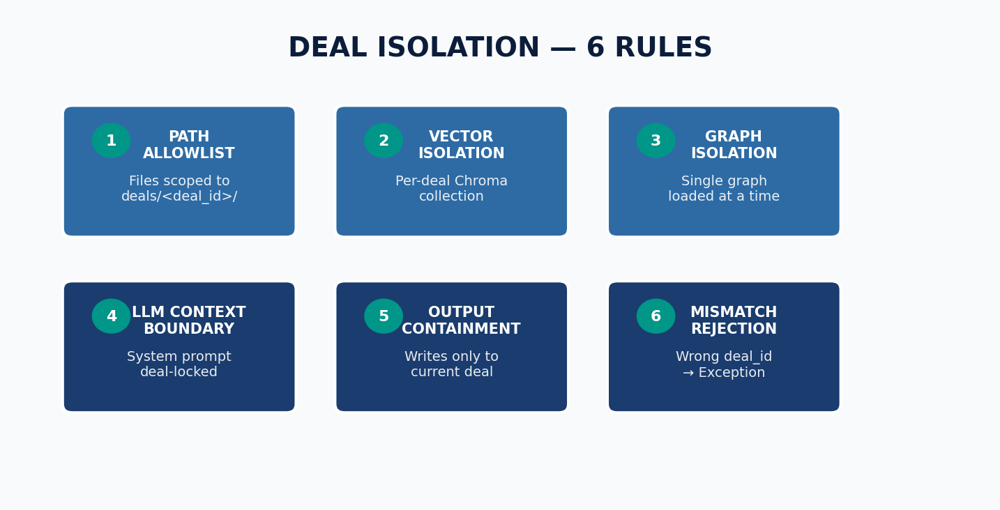 DEAL ISOLATION — 6 RULES
1
PATH
ALLOWLIST
Files scoped to
deals/<deal_id>/
2
VECTOR
ISOLATION
Per-deal Chroma
collection
3
GRAPH
ISOLATION
Single graph
loaded at a time
4
LLM CONTEXT
BOUNDARY
System prompt
deal-locked
5
OUTPUT
CONTAINMENT
Writes only to
current deal
6
MISMATCH
REJECTION
Wrong deal_id
→ Exception